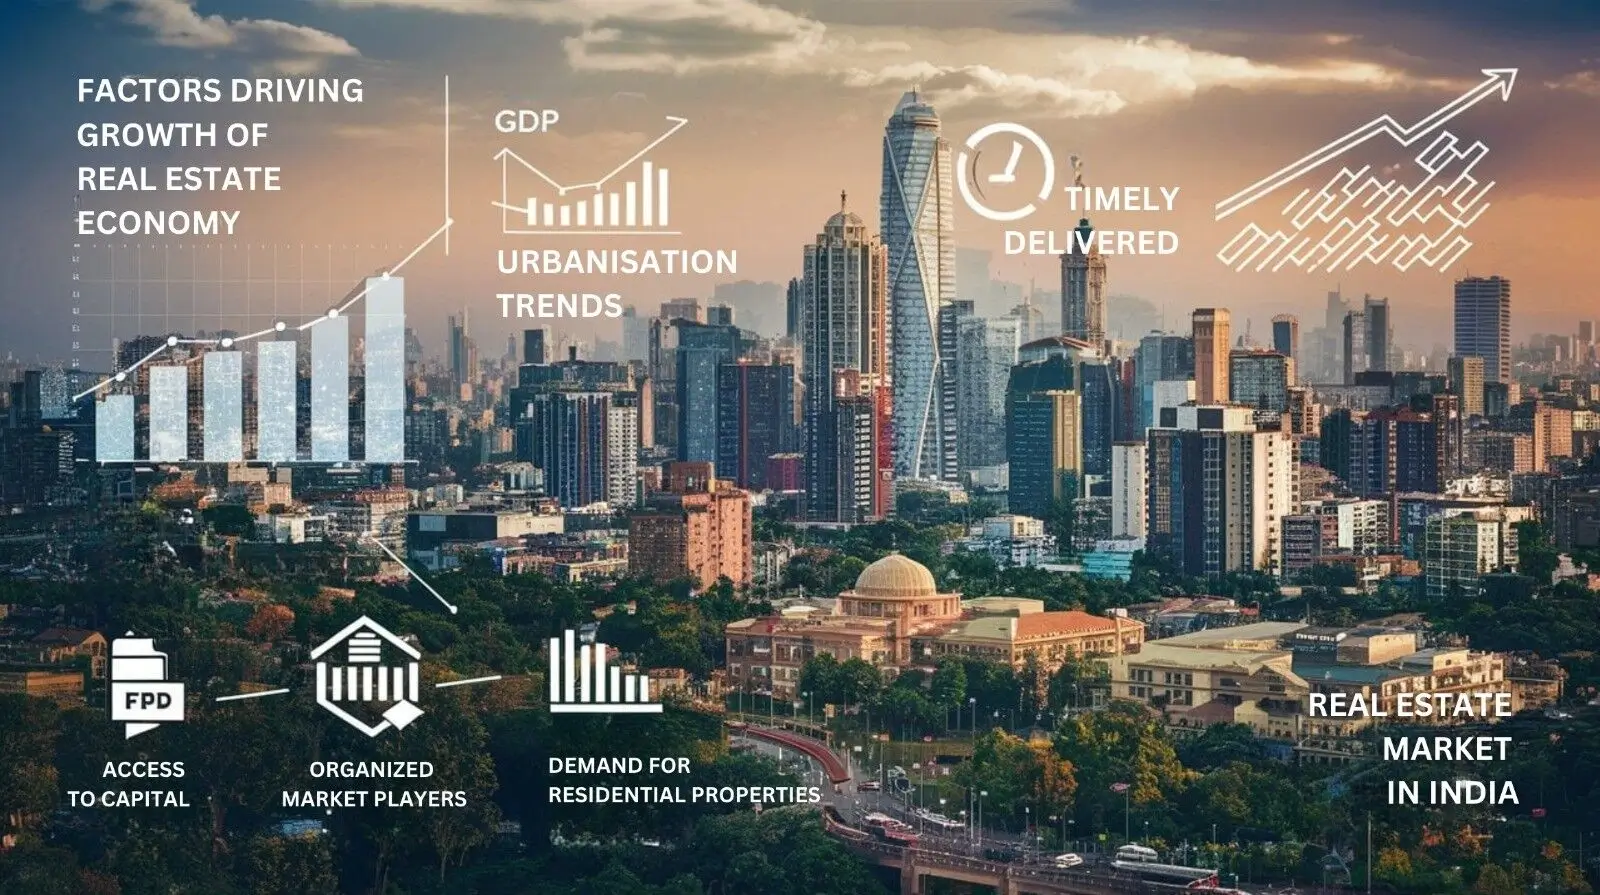 FACTORS DRIVING
GROWTH OF
REAL ESTATE
ECONOMY
GDP
URBANISATION
TRENDS
TIMELY
DELIVERED
FPD
ACCESS
TO CAPITAL
ORGANIZED
MARKET PLAYERS
DEMAND FOR
RESIDENTIAL PROPERTIES
REAL ESTATE
MARKET
IN INDIA